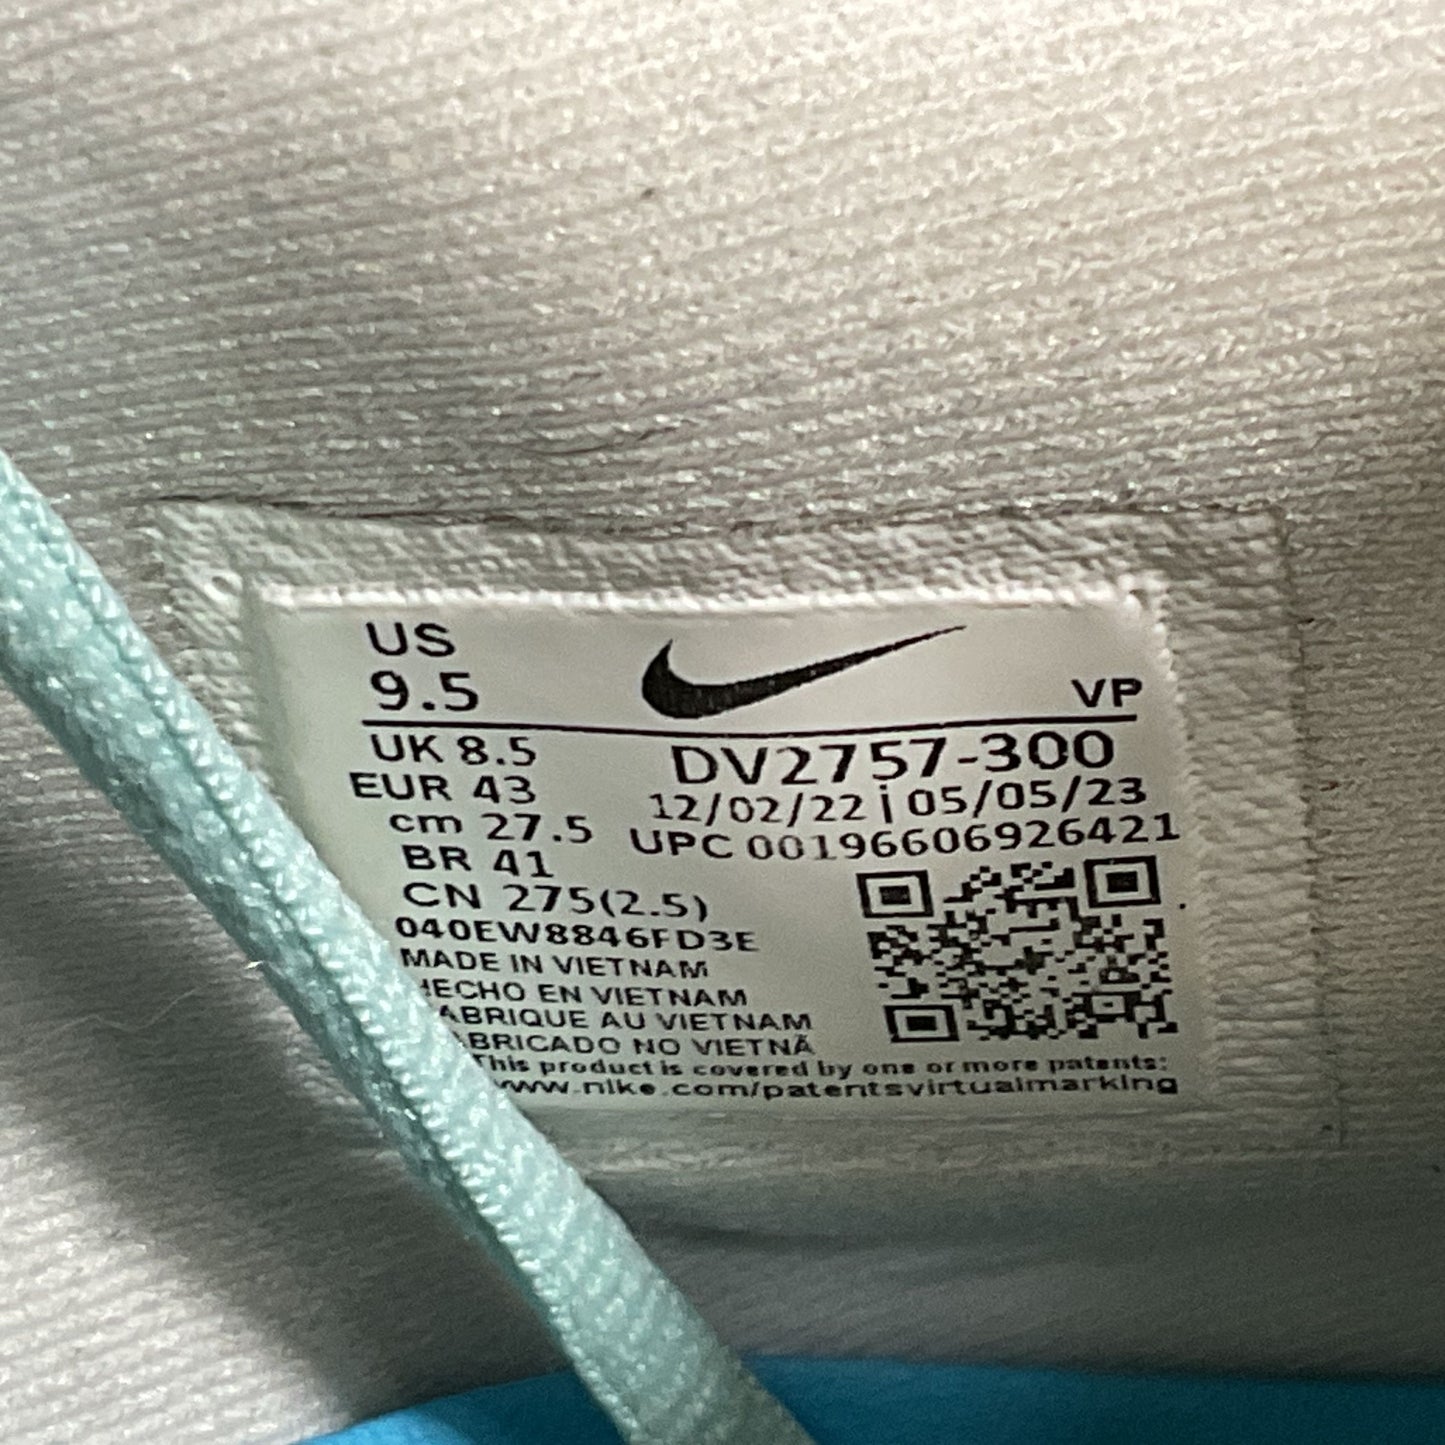 US
9.5
VP
UK 8.5
EUR 43
cm 27.5
BR 41
CN 275(2.5)
DV2757-300
12/02/22 | 05/05/23
UPC 00196606926421
040EW8846FD3E
MADE IN VIETNAM
HECHO EN VIETNAM
ABRIQUE AU VIETNAM
BRICADO NO VIETNÃ
This product is covered by one or more patents:
www.nike.com/patentsvirtualmarking